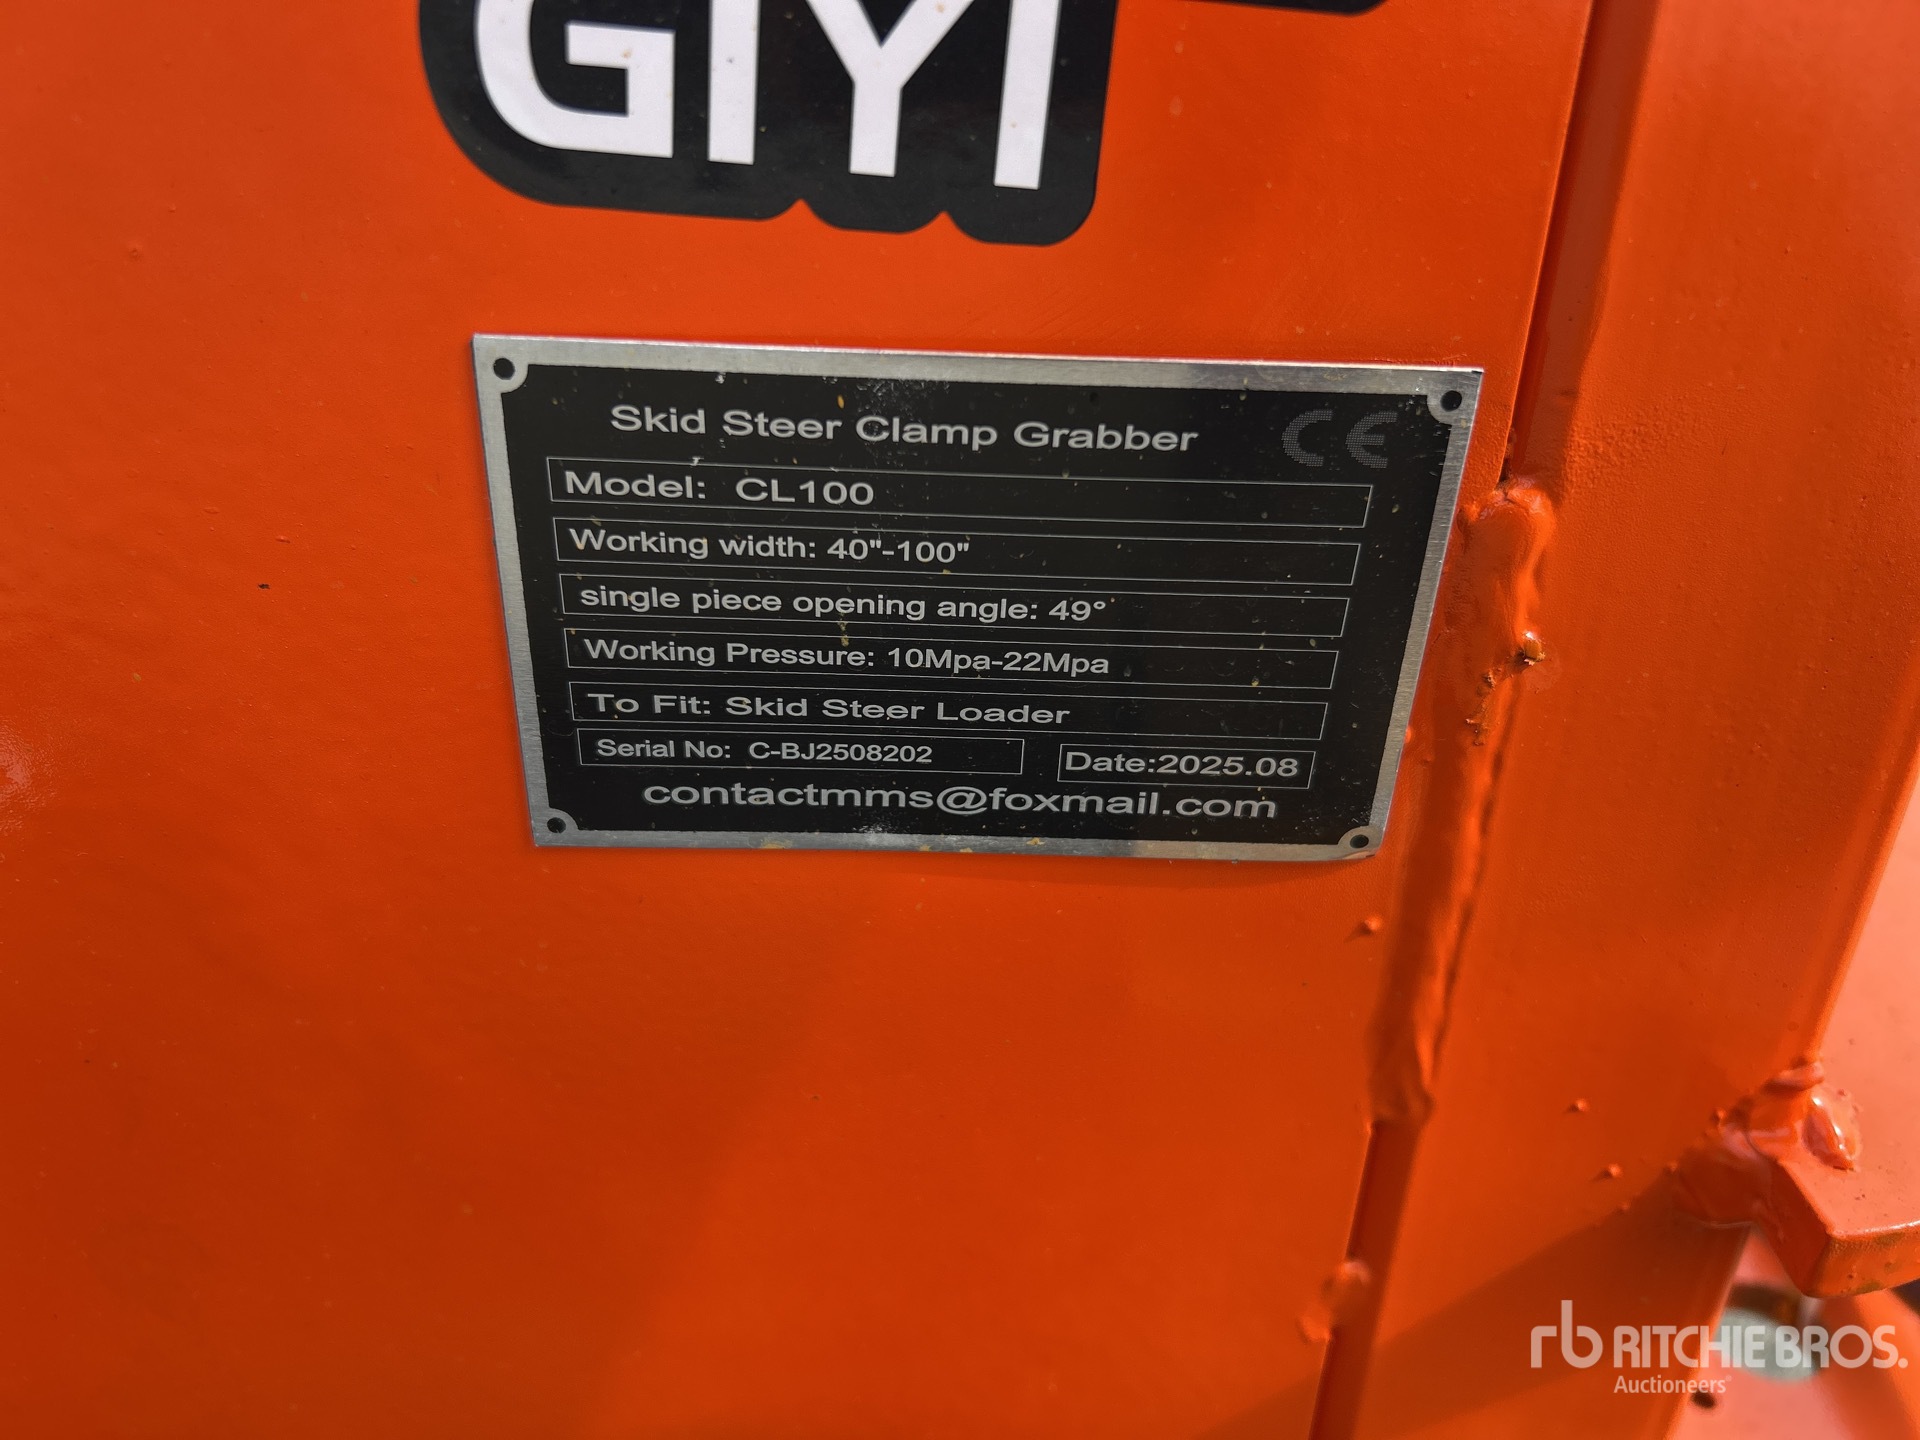 GIYI
Skid Steer Clamp Grabber CE
Model: CL100
Working width: 40"-100"
single piece opening angle: 49°
Working Pressure: 10Mpa-22Mpa
To Fit: Skid Steer Loader
Serial No: C-BJ2508202 Date:2025.08
contactmms@foxmail.com
rb RITCHIE BROS.
Auctioneers